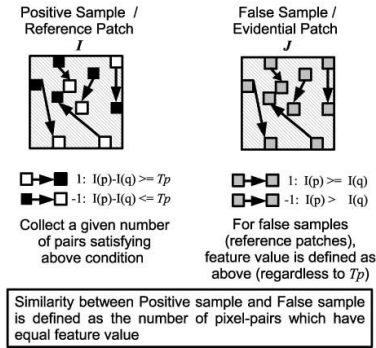 Positive Sample /
Reference Patch
I
1: I(p)-I(q) >= Tp
-1: I(p)-I(q) <= Tp
Collect a given number
of pairs satisfying
above condition
False Sample /
Evidential Patch
J
1: I(p) >= I(q)
-1: I(p) > I(q)
For false samples
(reference patches),
feature value is defined as
above (regardless to Tp)
Similarity between Positive sample and False sample
is defined as the number of pixel-pairs which have
equal feature value